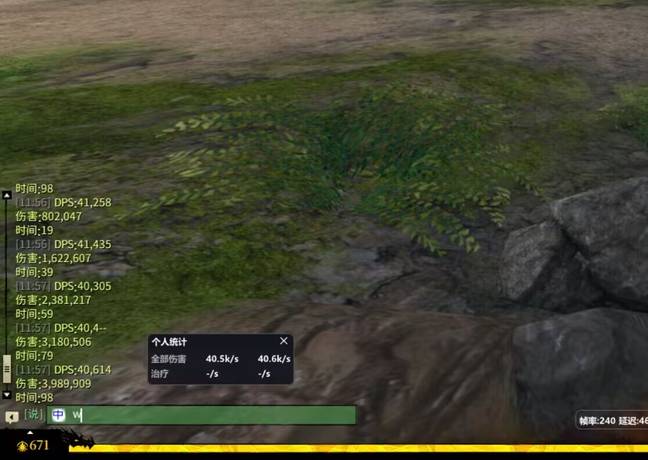 时间;98
[11:56] DPS;41,258
伤害;802,047
时间;19
[11:56] DPS;41,435
伤害;1,622,607
时间;39
[11:57] DPS;40,305
伤害;2,381,217
时间;59
[11:57] DPS;40,4--
伤害;3,180,506
时间;79
[11:57] DPS;40,614
伤害;3,989,909
时间;98
个人统计
全部伤害 40.5k/s 40.6k/s
治疗 -/s -/s
[说] 中 w
帧率:240 延迟:46
671